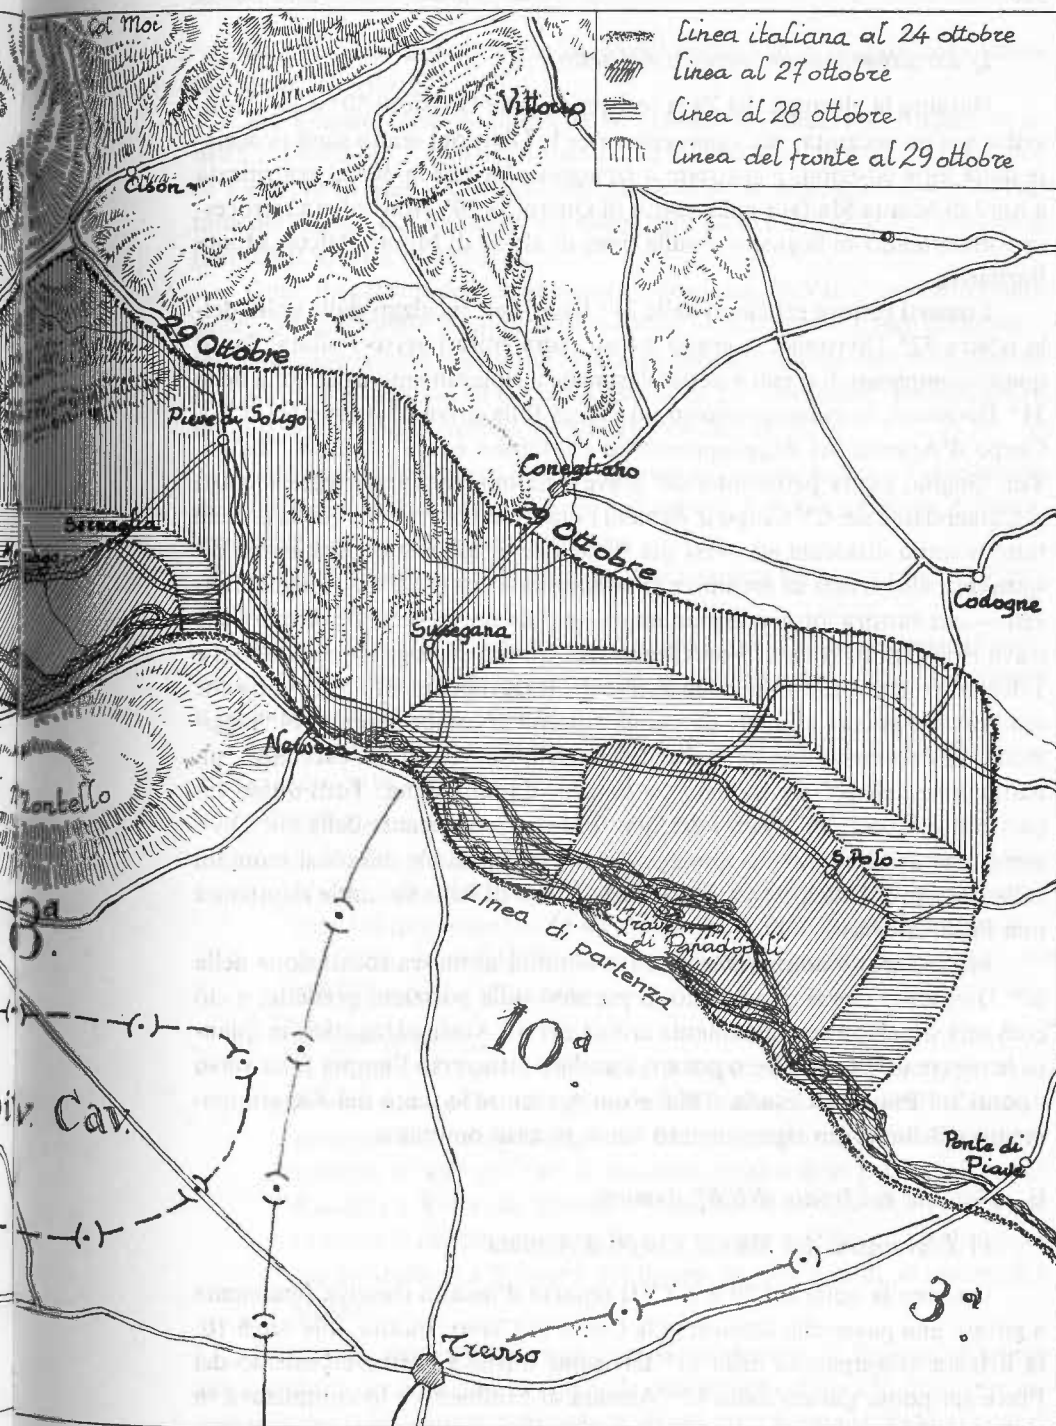 linea italiana al 24 ottobre
linea al 27 ottobre
linea al 28 ottobre
linea del fronte al 29 ottobre
Col Moi
Vittorio
Cison
29 Ottobre
Pieve di Soligo
Conegliano
29 Ottobre
Sernaglia
Codogne
Susegana
Nervesa
Montello
8ª
S. Polo
Grave
di Papadopoli
Linea
di partenza
10ª
Div. Cav.
Ponte di
Piave
3ª
Treviso